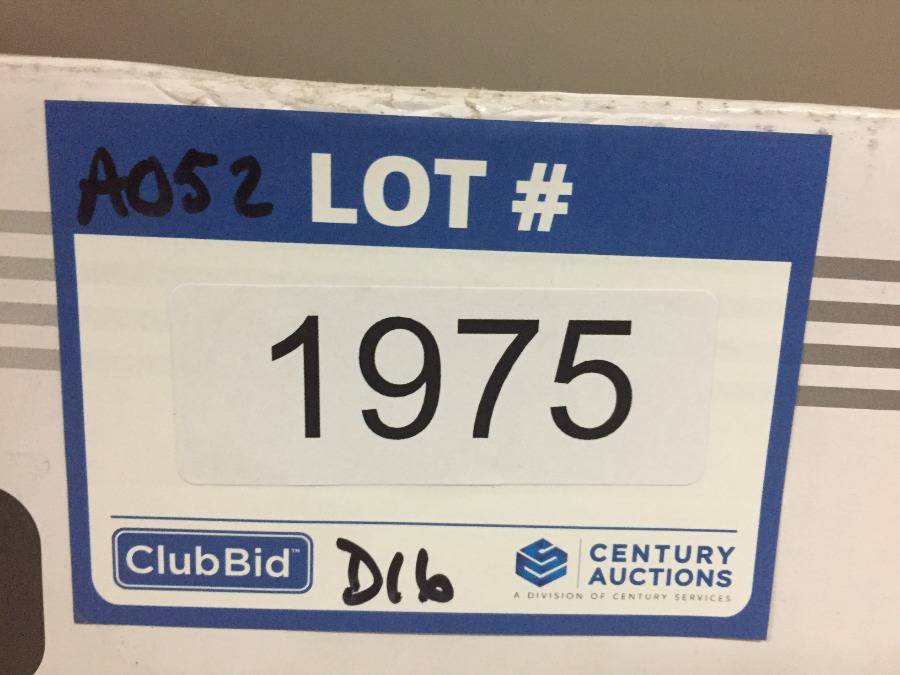 A052 LOT #
1975
ClubBid™ D16 CENTURY
AUCTIONS
A DIVISION OF CENTURY SERVICES